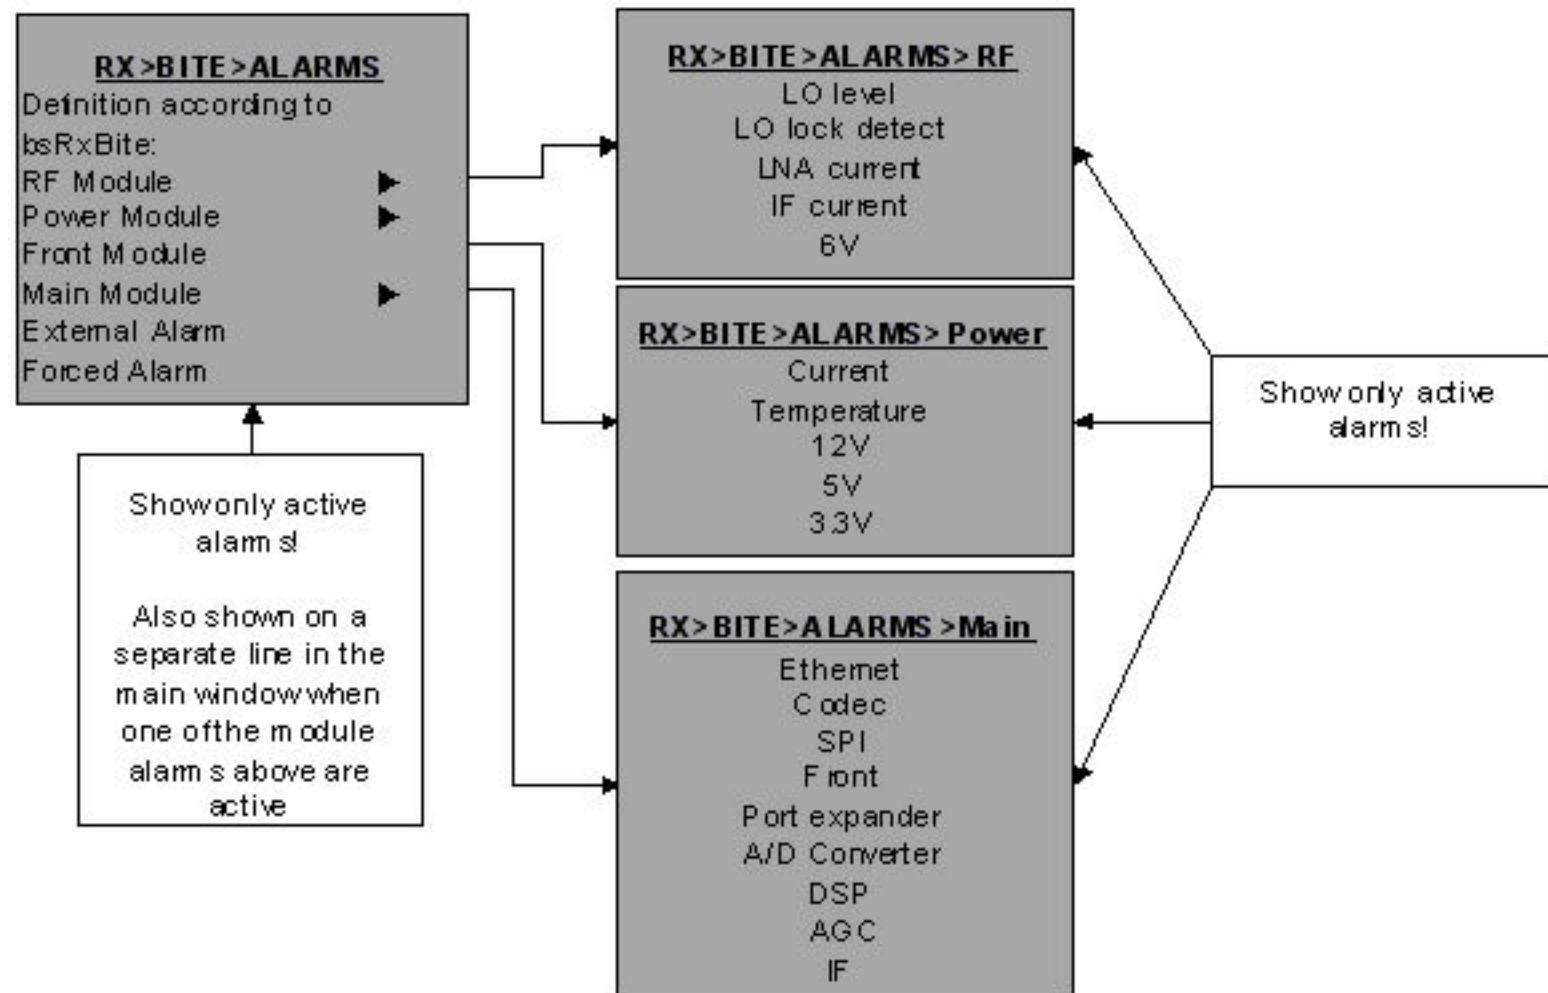 RX>BITE>ALARMS
Definition according to
bsRxBite:
RF Module
Power Module
Front Module
Main Module
External Alarm
Forced Alarm
Show only active
alarms!
Also shown on a
separate line in the
main window when
one of the module
alarms above are
active
RX>BITE>ALARMS>RF
LO level
LO lock detect
LNA current
IF current
6V
RX>BITE>ALARMS>Power
Current
Temperature
12V
5V
3.3V
RX>BITE>ALARMS>Main
Ethernet
Codec
SPI
Front
Port expander
A/D Converter
DSP
AGC
IF
Show only active
alarms!